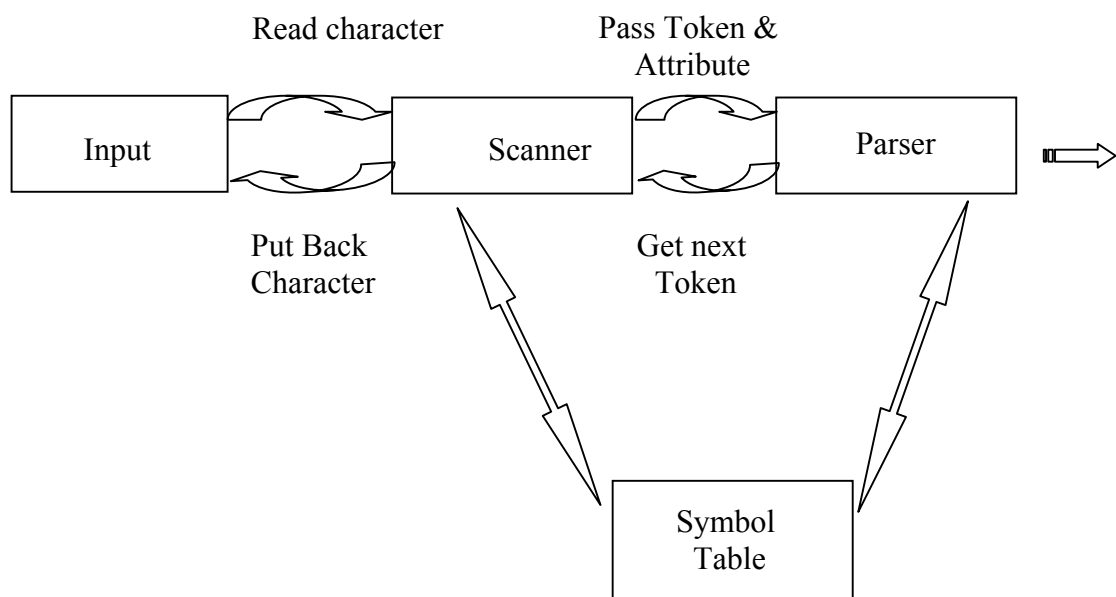 Read character
Pass Token &
Attribute
Input
Scanner
Parser
Put Back
Character
Get next
Token
Symbol
Table